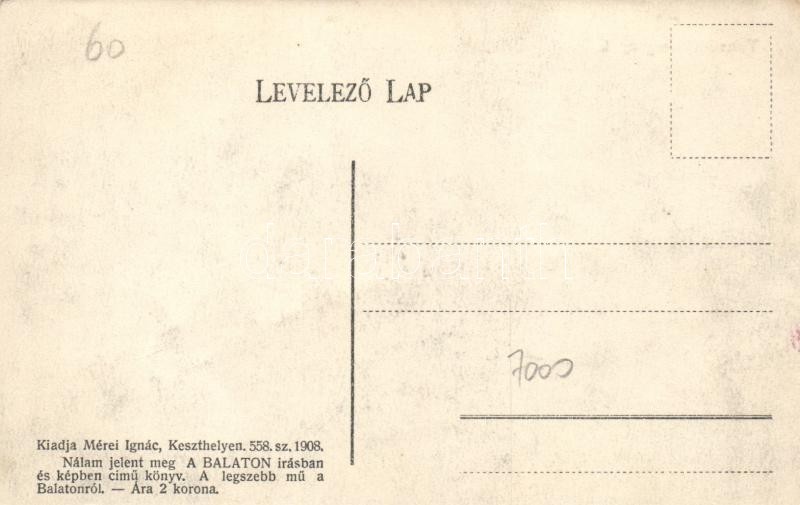 60
LEVELEZŐ LAP
darabanth
7000
Kiadja Mérei Ignác, Keszthelyen. 558. sz. 1908.
Nálam jelent meg A BALATON irásban
és képben című könyv. A legszebb mű a
Balatonról. — Ára 2 korona.